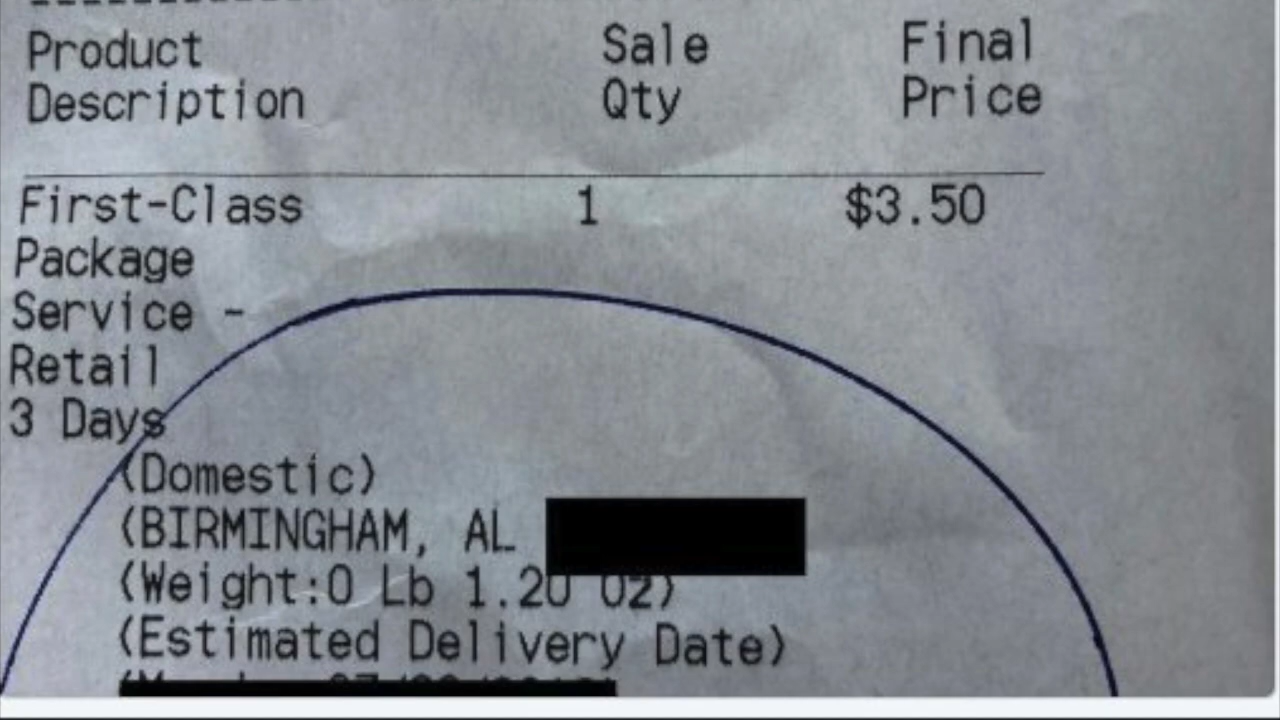 Product Sale Final
Description Qty Price
First-Class 1 $3.50
Package
Service -
Retail
3 Days
(Domestic)
(BIRMINGHAM, AL
(Weight:0 Lb 1.20 Oz)
(Estimated Delivery Date)